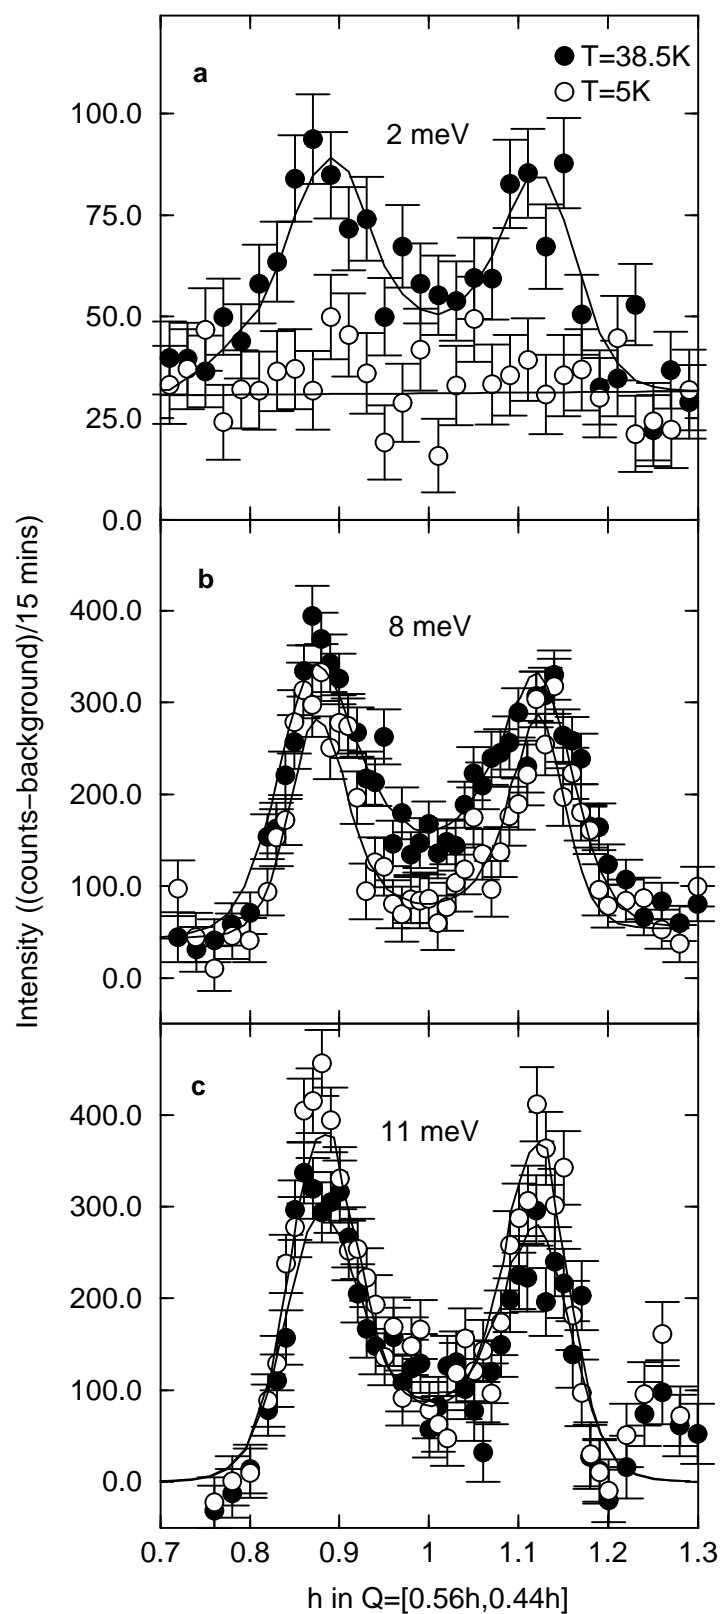 a
T=38.5K
T=5K
2 meV
100.0
75.0
50.0
25.0
0.0
Intensity ((counts−background)/15 mins)
b
8 meV
400.0
300.0
200.0
100.0
0.0
c
11 meV
400.0
300.0
200.0
100.0
0.0
0.7 0.8 0.9 1 1.1 1.2 1.3
h in Q=[0.56h,0.44h]